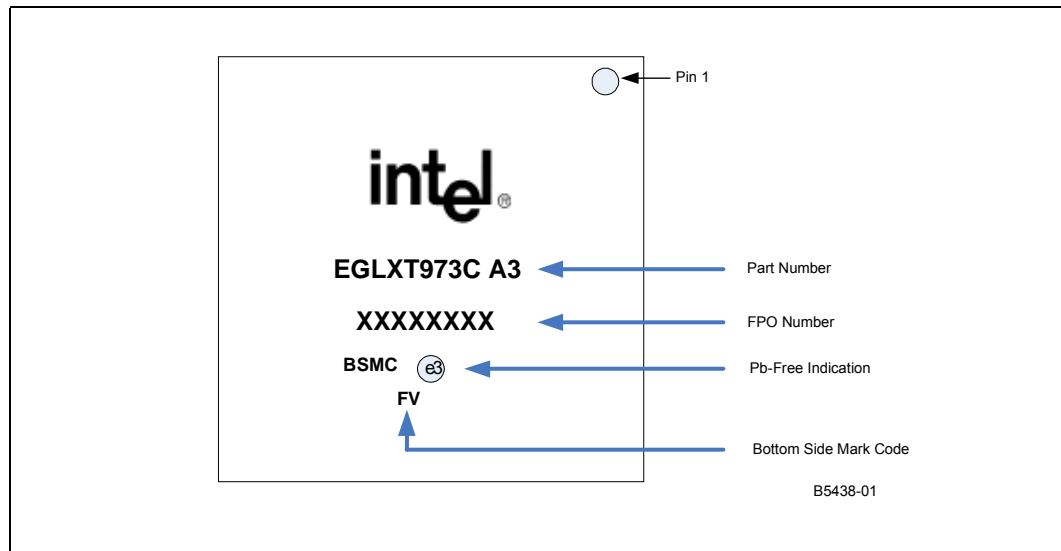 Pin 1
intel®
EGLXT973C A3
Part Number
XXXXXXXX
FPO Number
BSMC e3
Pb-Free Indication
FV
Bottom Side Mark Code
B5438-01